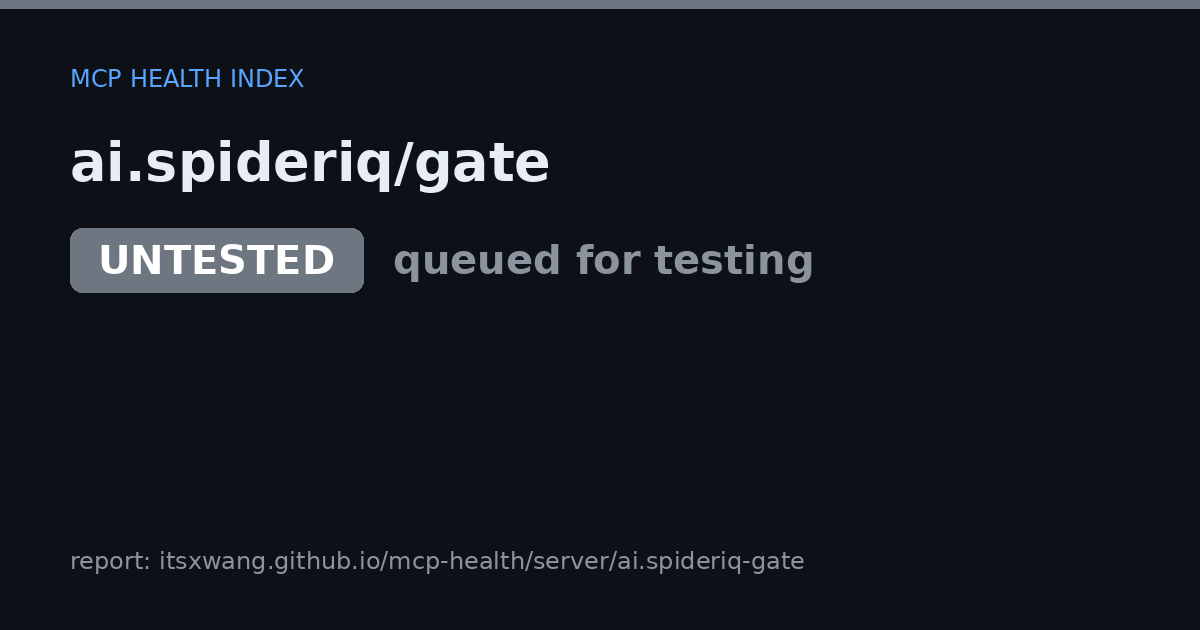 MCP HEALTH INDEX
ai.spideriq/gate
UNTESTED queued for testing
report: itsxwang.github.io/mcp-health/server/ai.spideriq-gate